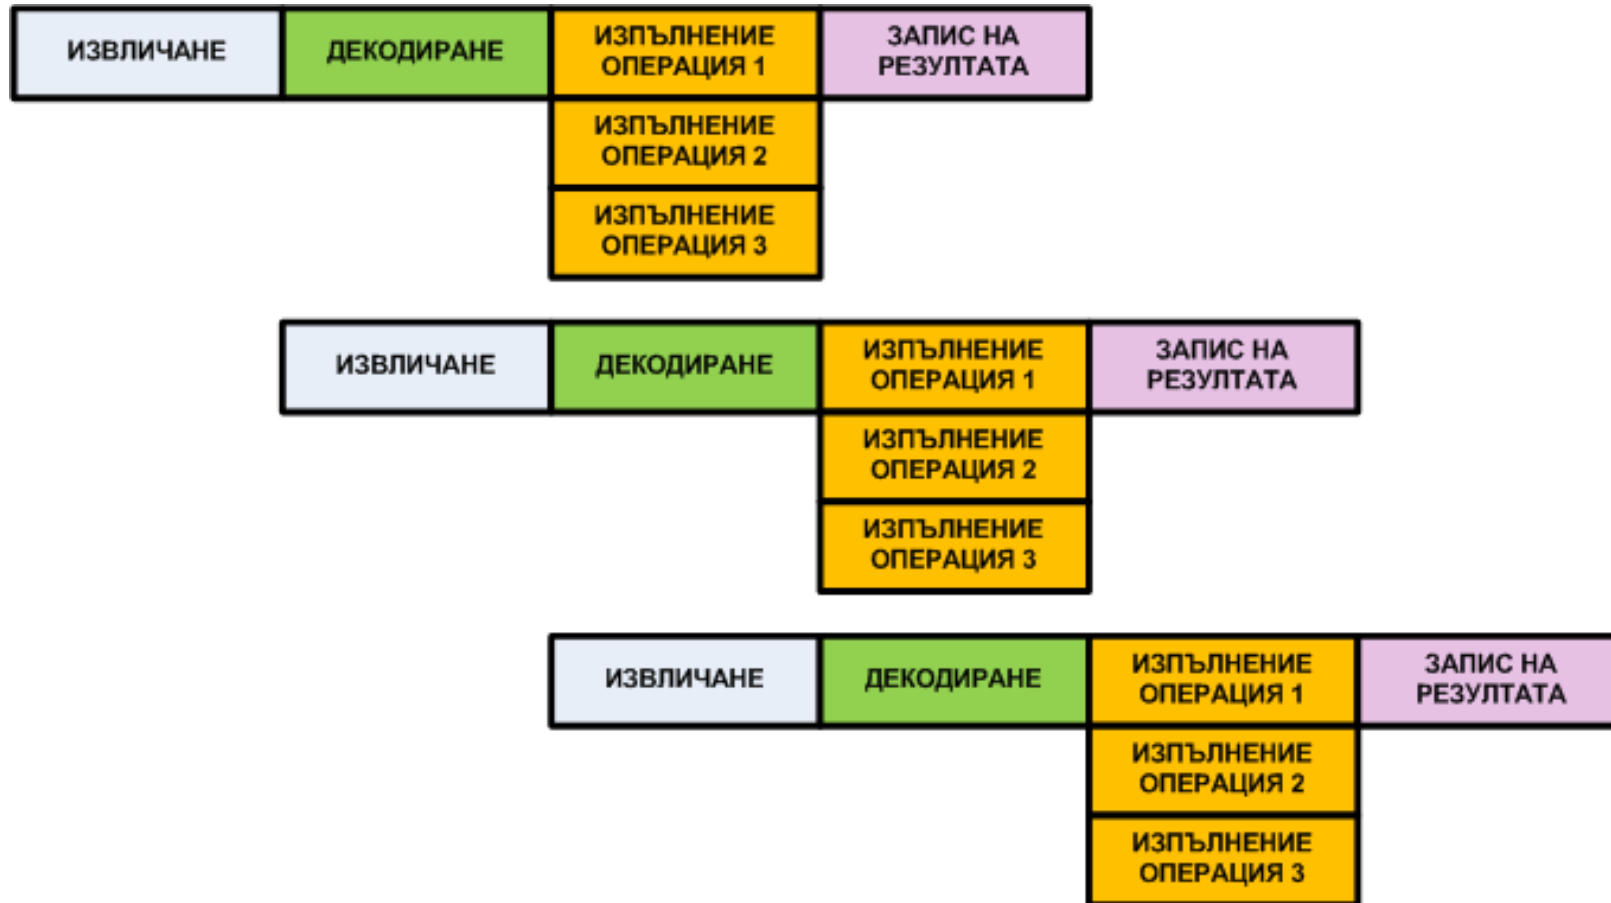 ИЗВЛИЧАНЕ
ДЕКОДИРАНЕ
ИЗПЪЛНЕНИЕ
ОПЕРАЦИЯ 1
ЗАПИС НА
РЕЗУЛТАТА
ИЗПЪЛНЕНИЕ
ОПЕРАЦИЯ 2
ИЗПЪЛНЕНИЕ
ОПЕРАЦИЯ 3
ИЗВЛИЧАНЕ
ДЕКОДИРАНЕ
ИЗПЪЛНЕНИЕ
ОПЕРАЦИЯ 1
ЗАПИС НА
РЕЗУЛТАТА
ИЗПЪЛНЕНИЕ
ОПЕРАЦИЯ 2
ИЗПЪЛНЕНИЕ
ОПЕРАЦИЯ 3
ИЗВЛИЧАНЕ
ДЕКОДИРАНЕ
ИЗПЪЛНЕНИЕ
ОПЕРАЦИЯ 1
ЗАПИС НА
РЕЗУЛТАТА
ИЗПЪЛНЕНИЕ
ОПЕРАЦИЯ 2
ИЗПЪЛНЕНИЕ
ОПЕРАЦИЯ 3